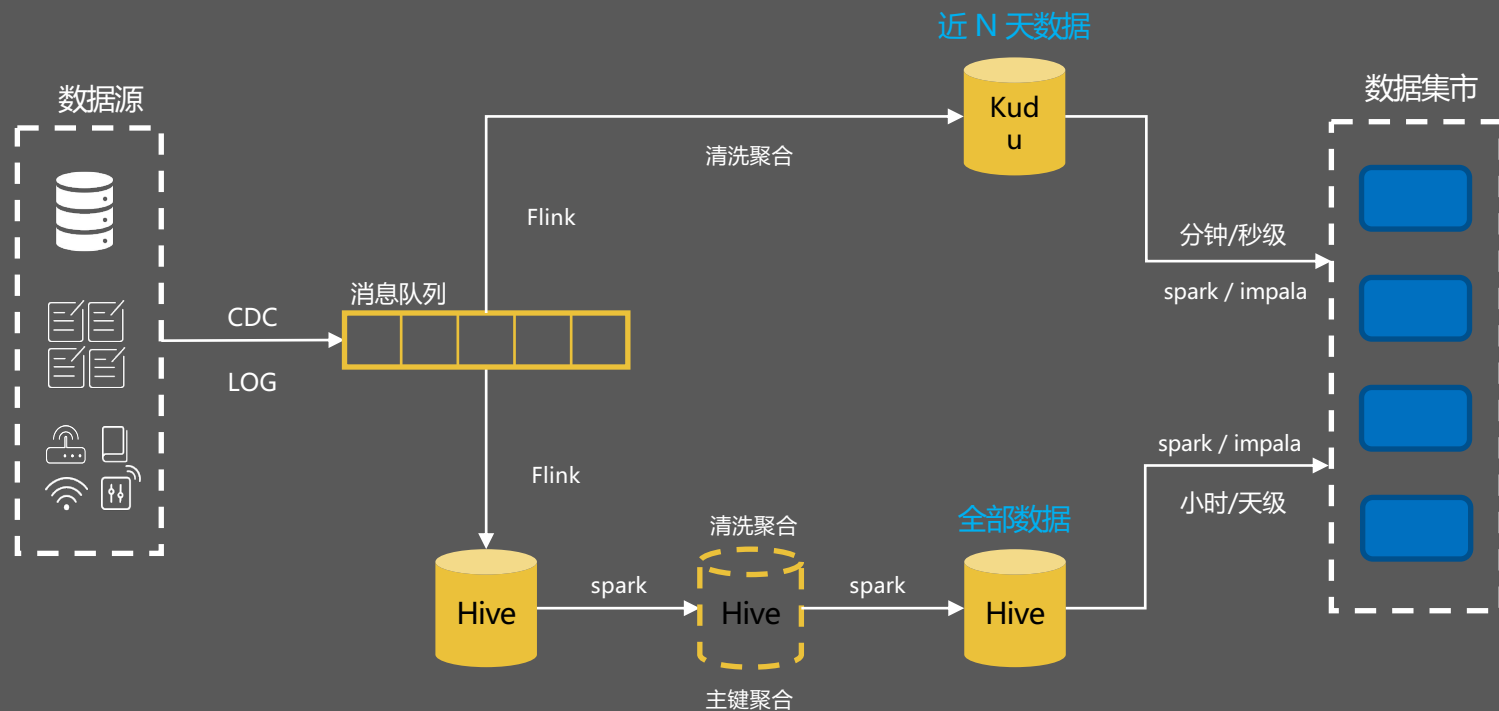 近 N 天数据
数据源
数据集市
Kud
u
清洗聚合
Flink
分钟/秒级
spark / impala
消息队列
CDC
LOG
Flink
spark / impala
小时/天级
清洗聚合
全部数据
spark
spark
Hive
Hive
Hive
主键聚合